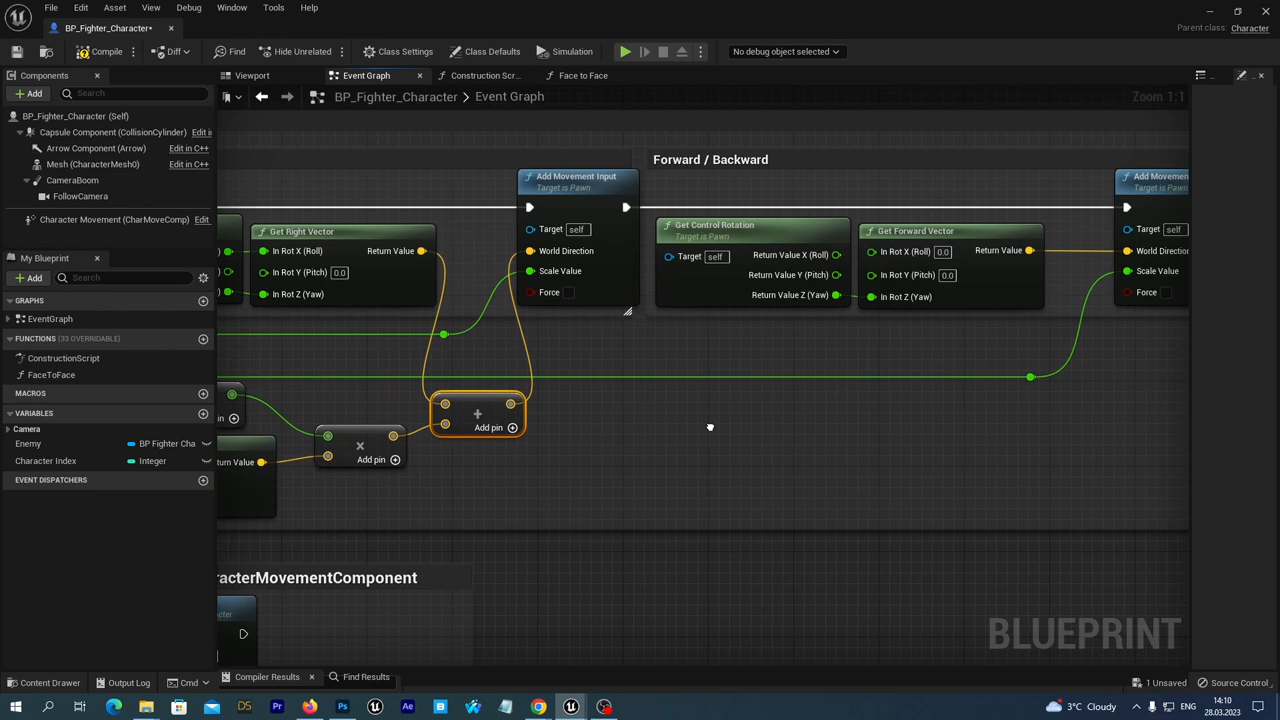 File Edit Asset View Debug Window Tools Help
BP_Fighter_Character•
Parent class: Character
Compile Diff Find Hide Unrelated Class Settings Class Defaults Simulation No debug object selected
Components
Viewport Event Graph Construction Scr... Face to Face
Add Search
BP_Fighter_Character > Event Graph
Zoom 1:1
BP_Fighter_Character (Self)
Capsule Component (CollisionCylinder) Edit in
Arrow Component (Arrow) Edit in C++
Mesh (CharacterMesh0) Edit in C++
CameraBoom
FollowCamera
Character Movement (CharMoveComp) Edit
My Blueprint
Add Search
GRAPHS
EventGraph
FUNCTIONS (33 OVERRIDABLE)
ConstructionScript
FaceToFace
MACROS
VARIABLES
Camera
Enemy BP Fighter Cha
Character Index Integer
EVENT DISPATCHERS
Get Right Vector
In Rot X (Roll) Return Value
In Rot Y (Pitch) 0.0
In Rot Z (Yaw)
Add Movement Input
Target is Pawn
Target self
World Direction
Scale Value
Force
Forward / Backward
Get Control Rotation
Target is Pawn
Target self
Return Value X (Roll)
Return Value Y (Pitch)
Return Value Z (Yaw)
Get Forward Vector
In Rot X (Roll) 0.0 Return Value
In Rot Y (Pitch) 0.0
In Rot Z (Yaw)
Add Movemen
Target is Pawn
Target self
World Directio
Scale Value
Force
in
+
Add pin
x
Add pin
turn Value
racterMovementComponent
acter
BLUEPRINT
Compiler Results Find Results
Content Drawer Output Log Cmd
1 Unsaved Source Control
DS Pr Ps Ae
3°C Cloudy
14:10
28.03.2023